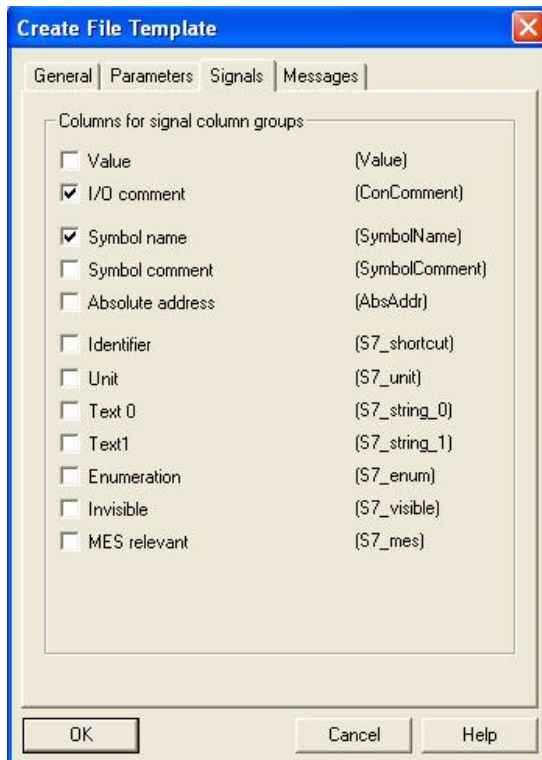 Create File Template
General Parameters Signals Messages
Columns for signal column groups
Value (Value)
I/O comment (ConComment)
Symbol name (SymbolName)
Symbol comment (SymbolComment)
Absolute address (AbsAddr)
Identifier (S7_shortcut)
Unit (S7_unit)
Text 0 (S7_string_0)
Text1 (S7_string_1)
Enumeration (S7_enum)
Invisible (S7_visible)
MES relevant (S7_mes)
OK Cancel Help